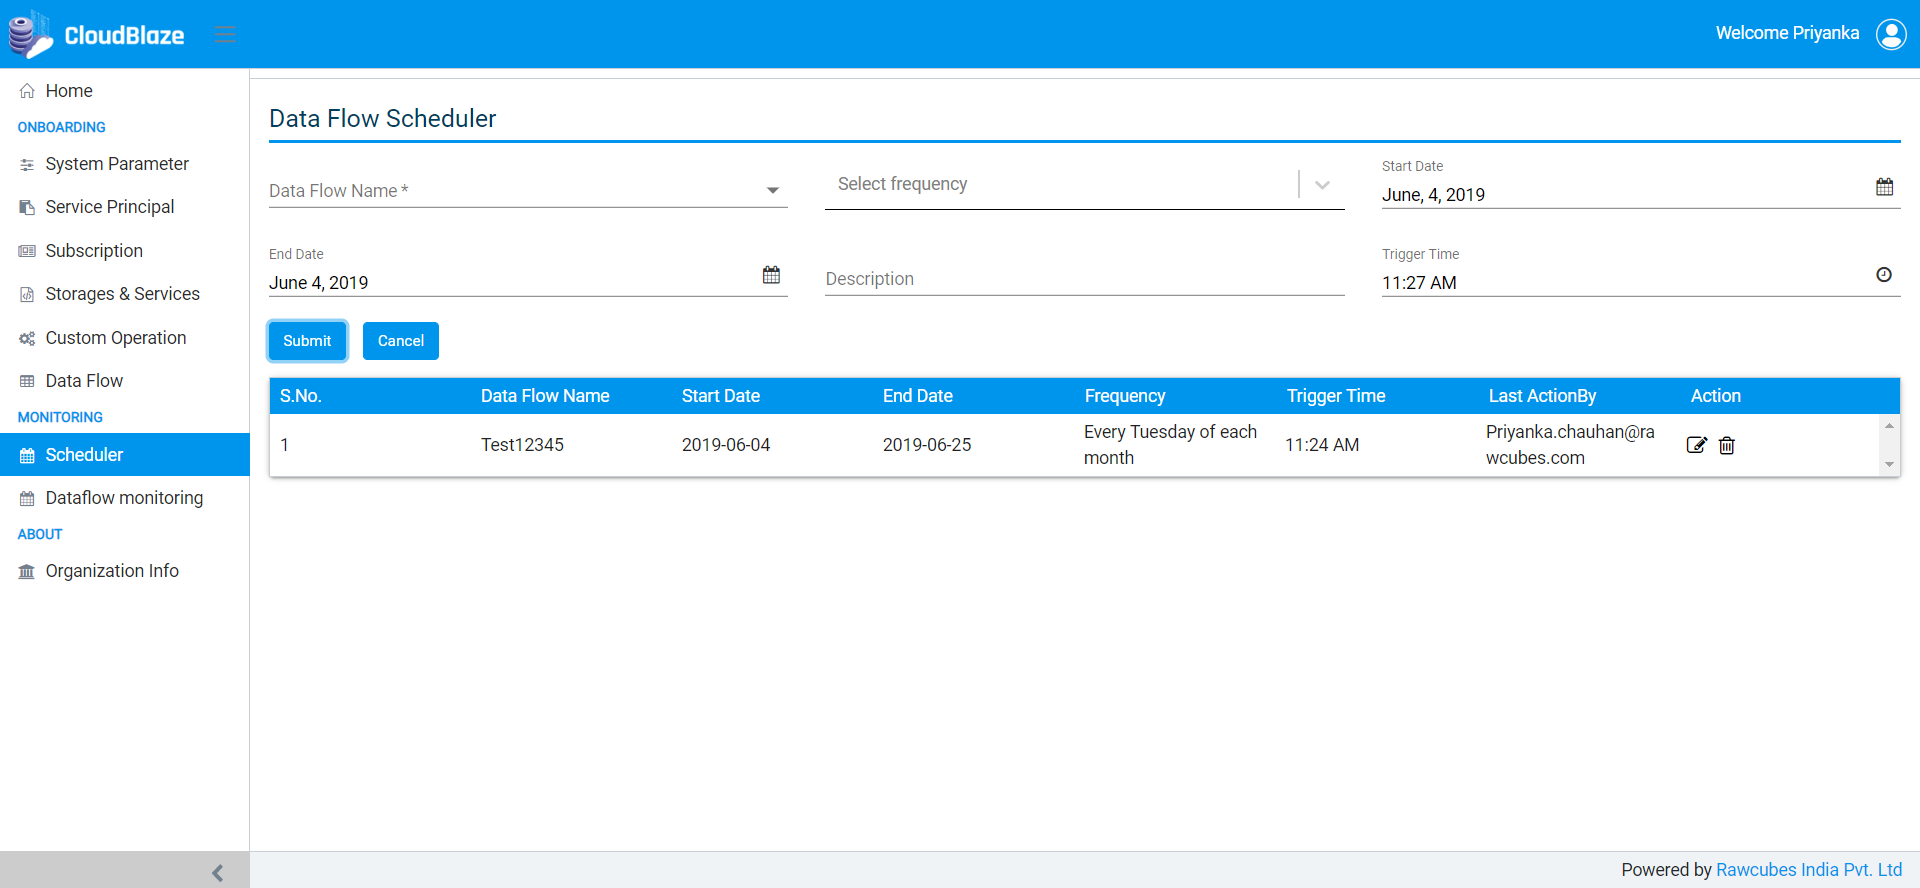 CloudBlaze
Welcome Priyanka
Home
ONBOARDING
System Parameter
Service Principal
Subscription
Storages & Services
Custom Operation
Data Flow
MONITORING
Scheduler
Dataflow monitoring
ABOUT
Organization Info
Data Flow Scheduler
Data Flow Name *
Select frequency
Start Date
June, 4, 2019
End Date
June 4, 2019
Description
Trigger Time
11:27 AM
Submit Cancel
S.No. Data Flow Name Start Date End Date Frequency Trigger Time Last ActionBy Action
1 Test12345 2019-06-04 2019-06-25 Every Tuesday of each month 11:24 AM Priyanka.chauhan@rawcubes.com
Powered by Rawcubes India Pvt. Ltd